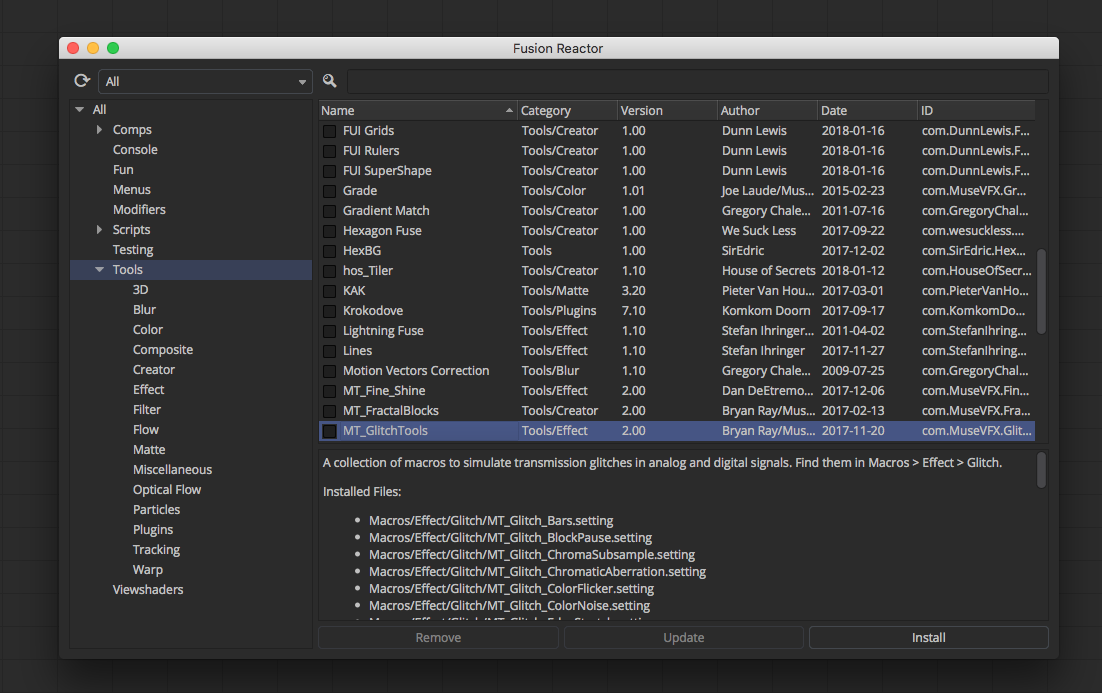 Fusion Reactor
All
All
Comps
Console
Fun
Menus
Modifiers
Scripts
Testing
Tools
3D
Blur
Color
Composite
Creator
Effect
Filter
Flow
Matte
Miscellaneous
Optical Flow
Particles
Plugins
Tracking
Warp
Viewshaders
Name Category Version Author Date ID
FUI Grids Tools/Creator 1.00 Dunn Lewis 2018-01-16 com.DunnLewis.F...
FUI Rulers Tools/Creator 1.00 Dunn Lewis 2018-01-16 com.DunnLewis.F...
FUI SuperShape Tools/Creator 1.00 Dunn Lewis 2018-01-16 com.DunnLewis.F...
Grade Tools/Color 1.01 Joe Laude/Mus... 2015-02-23 com.MuseVFX.Gr...
Gradient Match Tools/Creator 1.00 Gregory Chale... 2011-07-16 com.GregoryChal...
Hexagon Fuse Tools/Creator 1.00 We Suck Less 2017-09-22 com.wesuckless....
HexBG Tools 1.00 SirEdric 2017-12-02 com.SirEdric.Hex...
hos_Tiler Tools/Creator 1.10 House of Secrets 2018-01-12 com.HouseOfSecr...
KAK Tools/Matte 3.20 Pieter Van Hou... 2017-03-01 com.PieterVanHo...
Krokodove Tools/Plugins 7.10 Komkom Doorn 2017-09-17 com.KomkomDo...
Lightning Fuse Tools/Effect 1.10 Stefan Ihringer... 2011-04-02 com.StefanIhring...
Lines Tools/Effect 1.10 Stefan Ihringer 2017-11-27 com.StefanIhring...
Motion Vectors Correction Tools/Blur 1.10 Gregory Chale... 2009-07-25 com.GregoryChal...
MT_Fine_Shine Tools/Effect 2.00 Dan DeEtremo... 2017-12-06 com.MuseVFX.Fin...
MT_FractalBlocks Tools/Creator 2.00 Bryan Ray/Mus... 2017-02-13 com.MuseVFX.Fra...
MT_GlitchTools Tools/Effect 2.00 Bryan Ray/Mus... 2017-11-20 com.MuseVFX.Glit...
A collection of macros to simulate transmission glitches in analog and digital signals. Find them in Macros > Effect > Glitch.
Installed Files:
• Macros/Effect/Glitch/MT_Glitch_Bars.setting
• Macros/Effect/Glitch/MT_Glitch_BlockPause.setting
• Macros/Effect/Glitch/MT_Glitch_ChromaSubsample.setting
• Macros/Effect/Glitch/MT_Glitch_ChromaticAberration.setting
• Macros/Effect/Glitch/MT_Glitch_ColorFlicker.setting
• Macros/Effect/Glitch/MT_Glitch_ColorNoise.setting
Remove Update Install